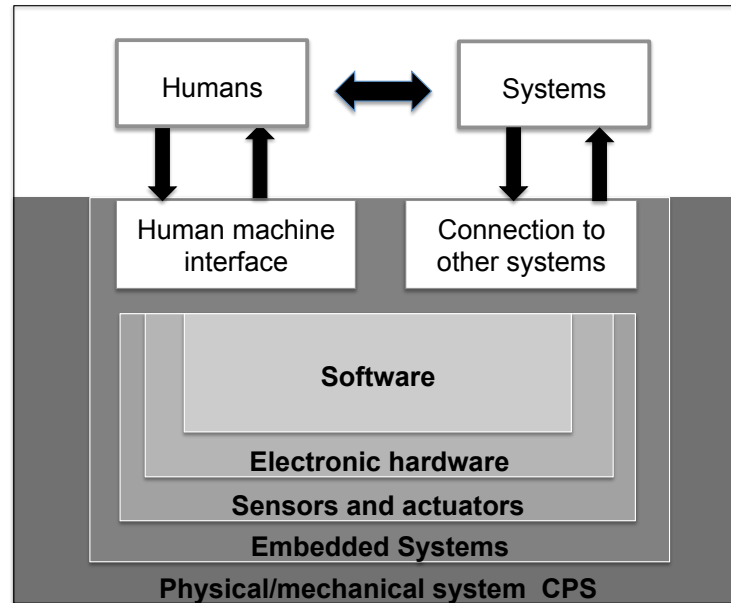 Humans
Systems
Human machine
interface
Connection to
other systems
Software
Electronic hardware
Sensors and actuators
Embedded Systems
Physical/mechanical system CPS